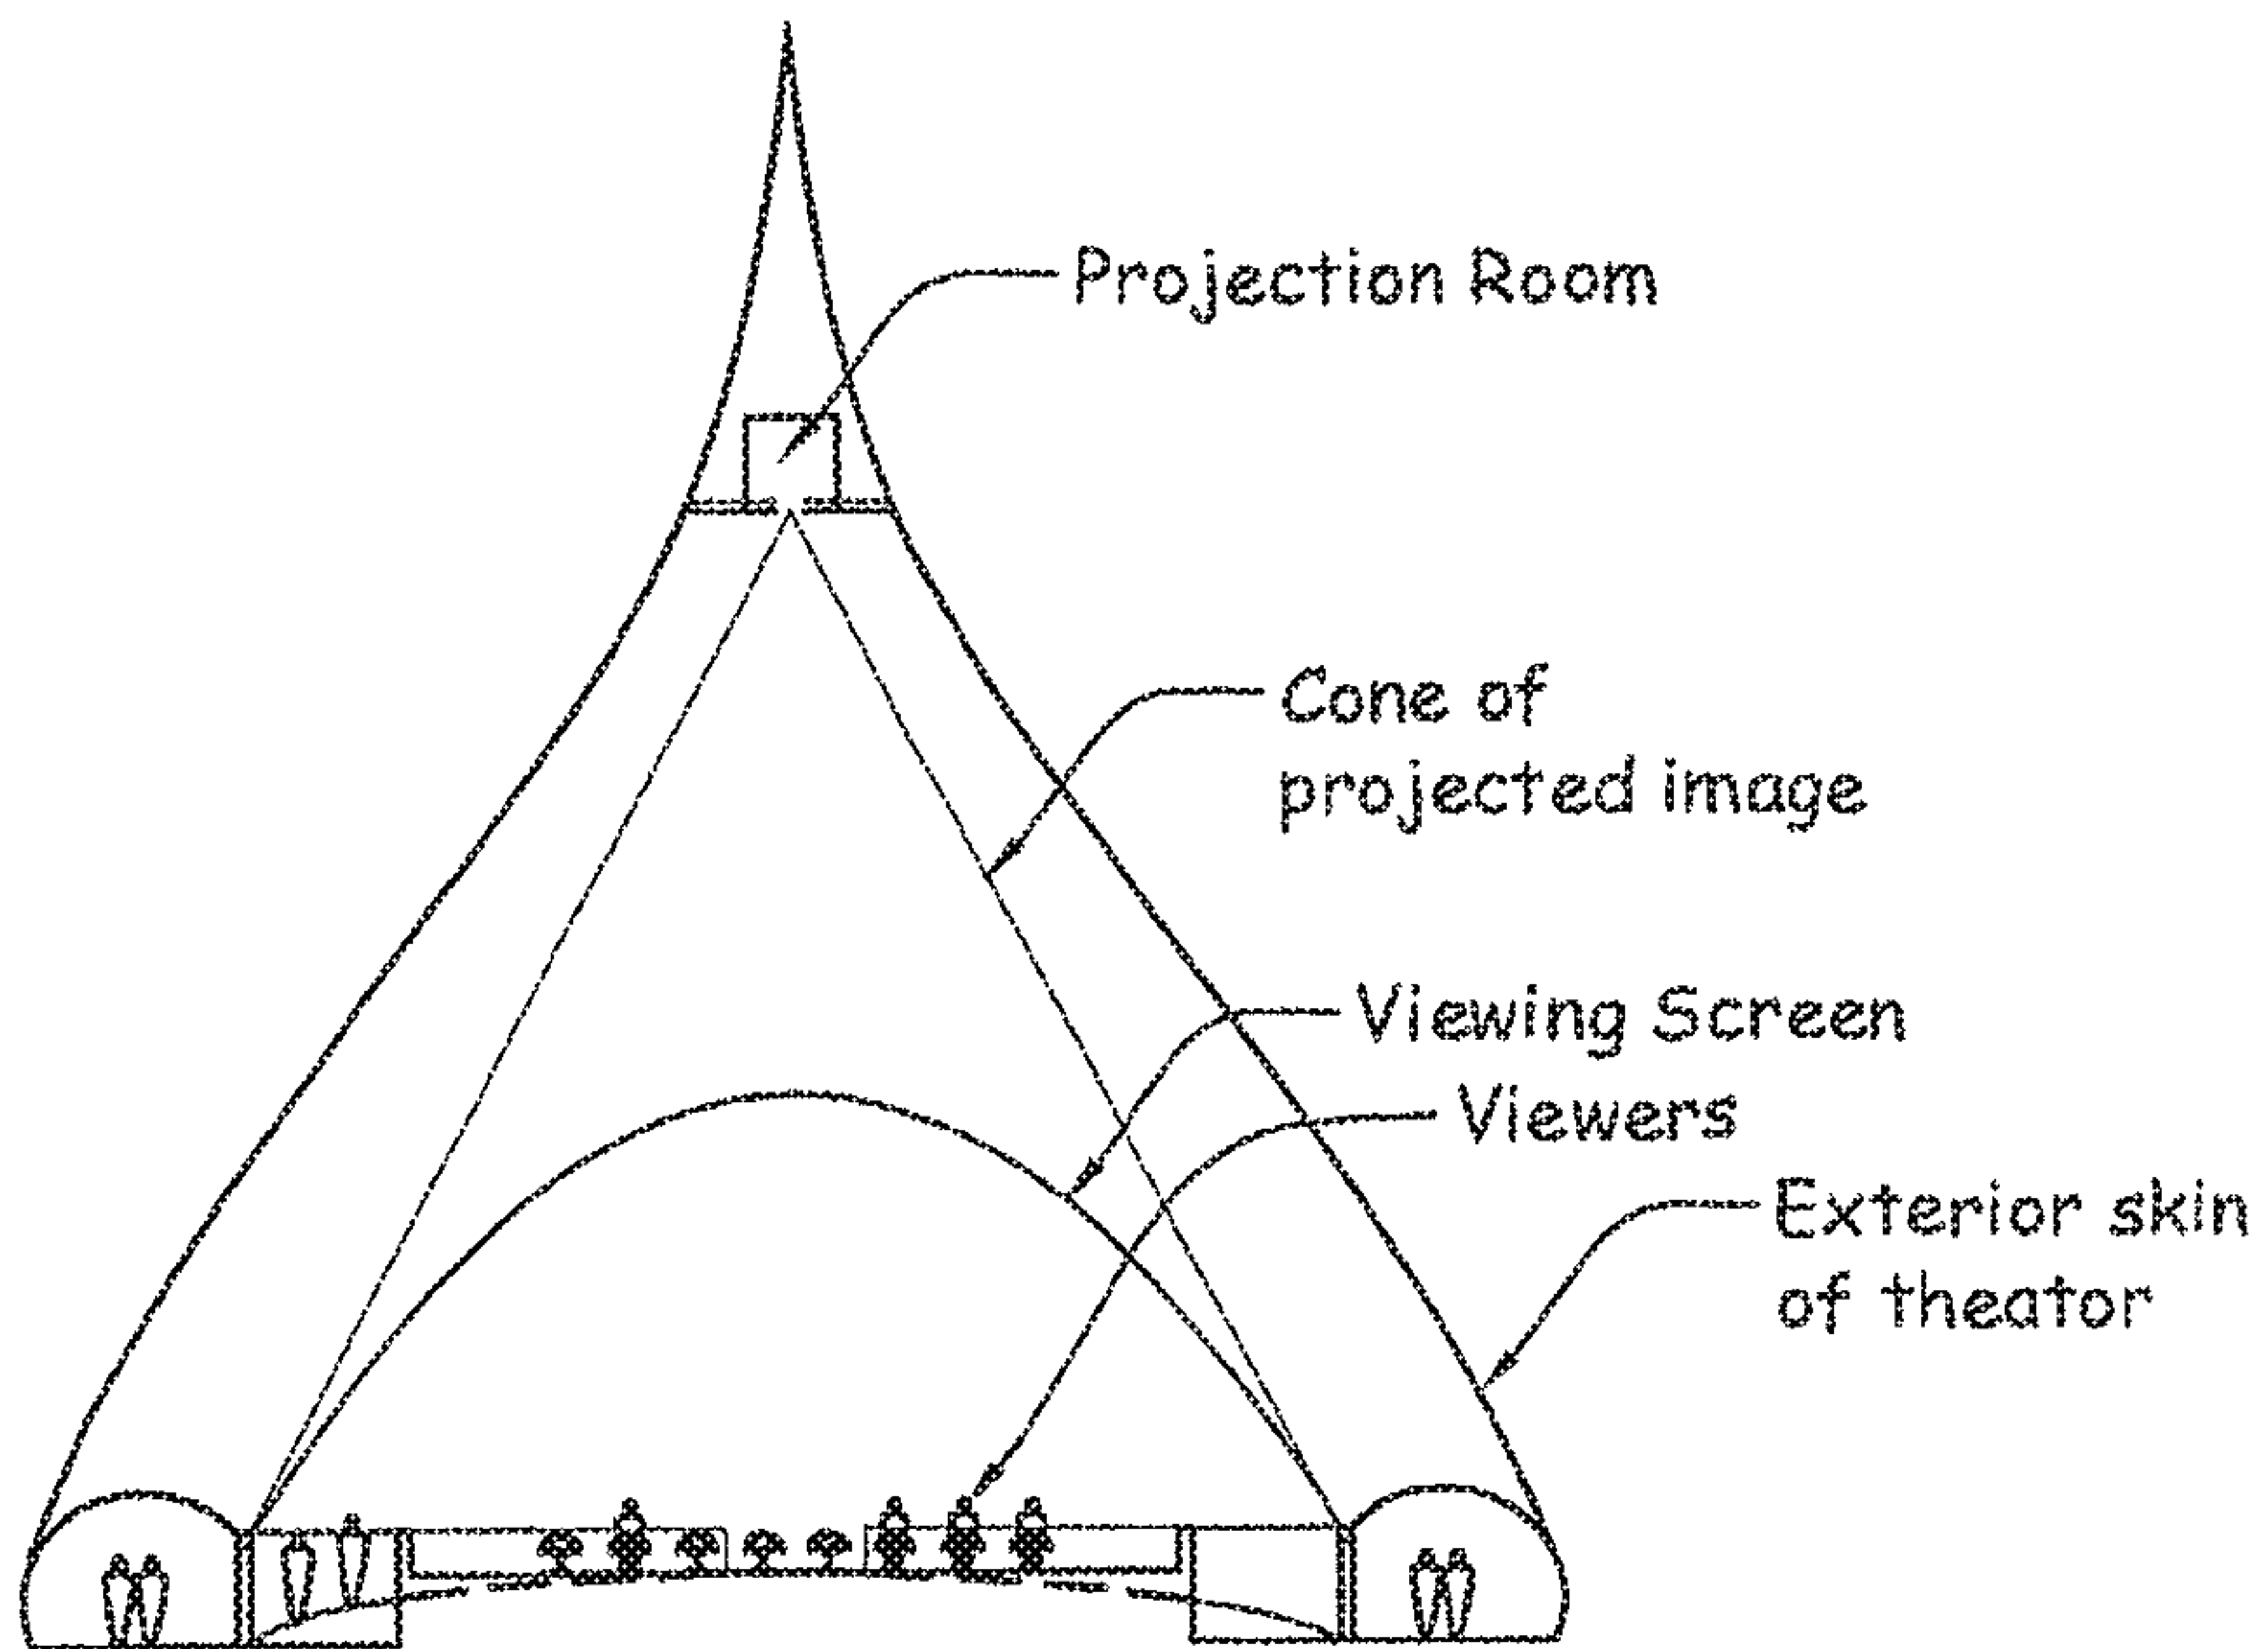 Projection Room
Cone of
projected image
Viewing Screen
Viewers
Exterior skin
of theator